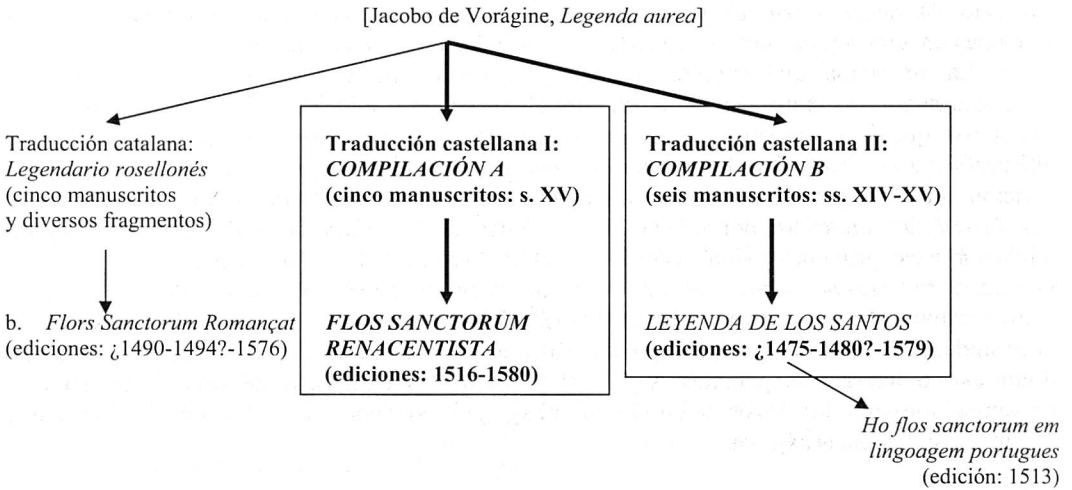 [Jacobo de Vorágine, Legenda aurea]
Traducción catalana:
Legendario rosellonés
(cinco manuscritos
y diversos fragmentos)
Traducción castellana I:
COMPILACIÓN A
(cinco manuscritos: s. XV)
Traducción castellana II:
COMPILACIÓN B
(seis manuscritos: ss. XIV-XV)
b. Flors Sanctorum Romançat
(ediciones: ¿1490-1494?-1576)
FLOS SANCTORUM
RENACENTISTA
(ediciones: 1516-1580)
LEYENDA DE LOS SANTOS
(ediciones: ¿1475-1480?-1579)
Ho flos sanctorum em
lingoagem portugues
(edición: 1513)